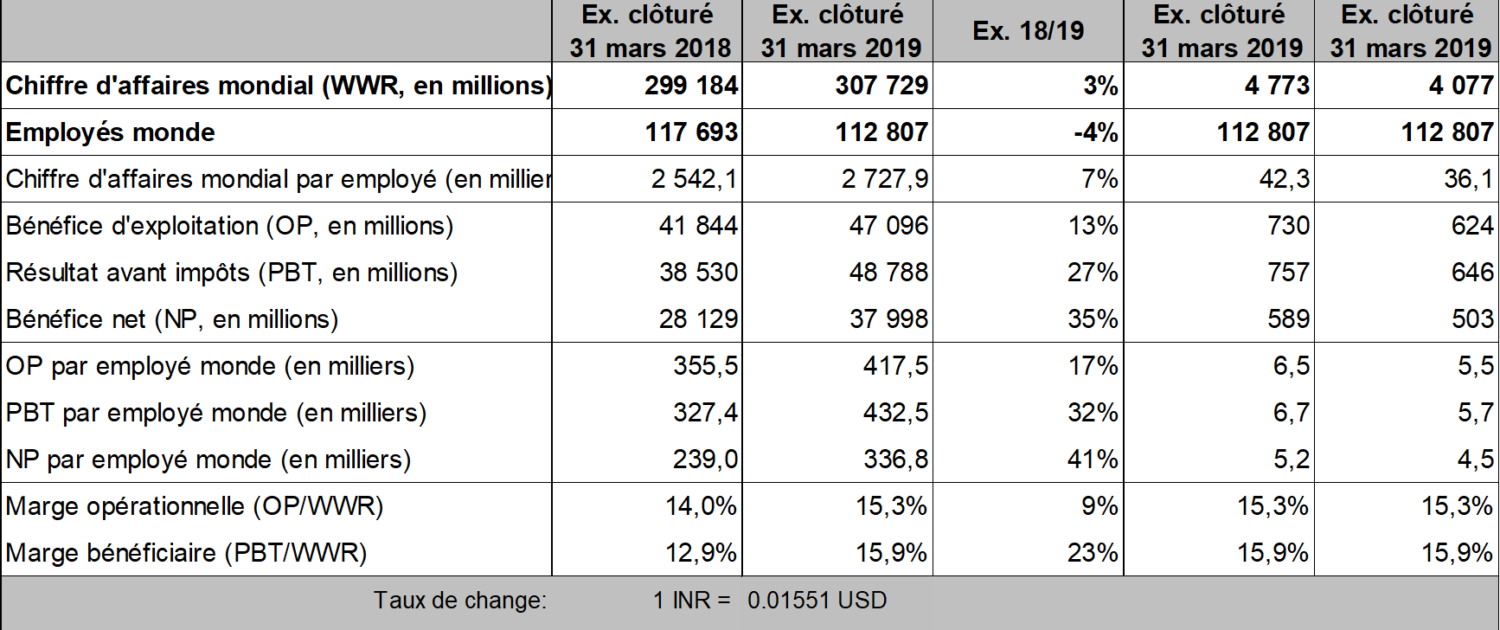 Ex. clôturé Ex. clôturé Ex. 18/19 Ex. clôturé Ex. clôturé
31 mars 2018 31 mars 2019 31 mars 2019 31 mars 2019
Chiffre d'affaires mondial (WWR, en millions) 299 184 307 729 3% 4 773 4 077
Employés monde 117 693 112 807 -4% 112 807 112 807
Chiffre d'affaires mondial par employé (en millier 2 542,1 2 727,9 7% 42,3 36,1
Bénéfice d'exploitation (OP, en millions) 41 844 47 096 13% 730 624
Résultat avant impôts (PBT, en millions) 38 530 48 788 27% 757 646
Bénéfice net (NP, en millions) 28 129 37 998 35% 589 503
OP par employé monde (en milliers) 355,5 417,5 17% 6,5 5,5
PBT par employé monde (en milliers) 327,4 432,5 32% 6,7 5,7
NP par employé monde (en milliers) 239,0 336,8 41% 5,2 4,5
Marge opérationnelle (OP/WWR) 14,0% 15,3% 9% 15,3% 15,3%
Marge bénéficiaire (PBT/WWR) 12,9% 15,9% 23% 15,9% 15,9%
Taux de change: 1 INR = 0.01551 USD